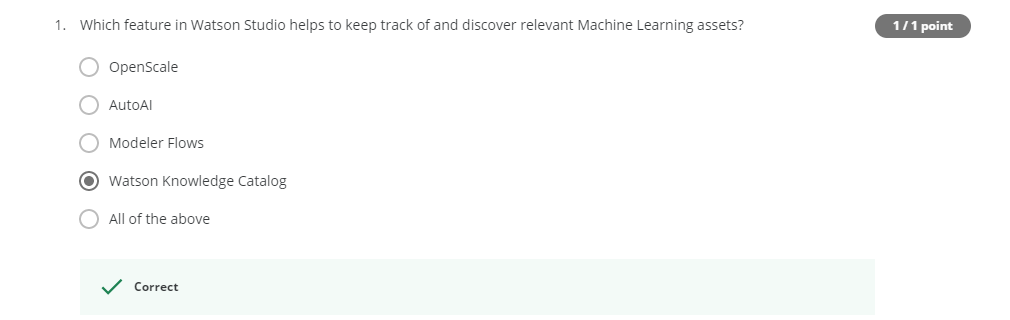 1. Which feature in Watson Studio helps to keep track of and discover relevant Machine Learning assets?
1 / 1 point
OpenScale
AutoAI
Modeler Flows
Watson Knowledge Catalog
All of the above
Correct